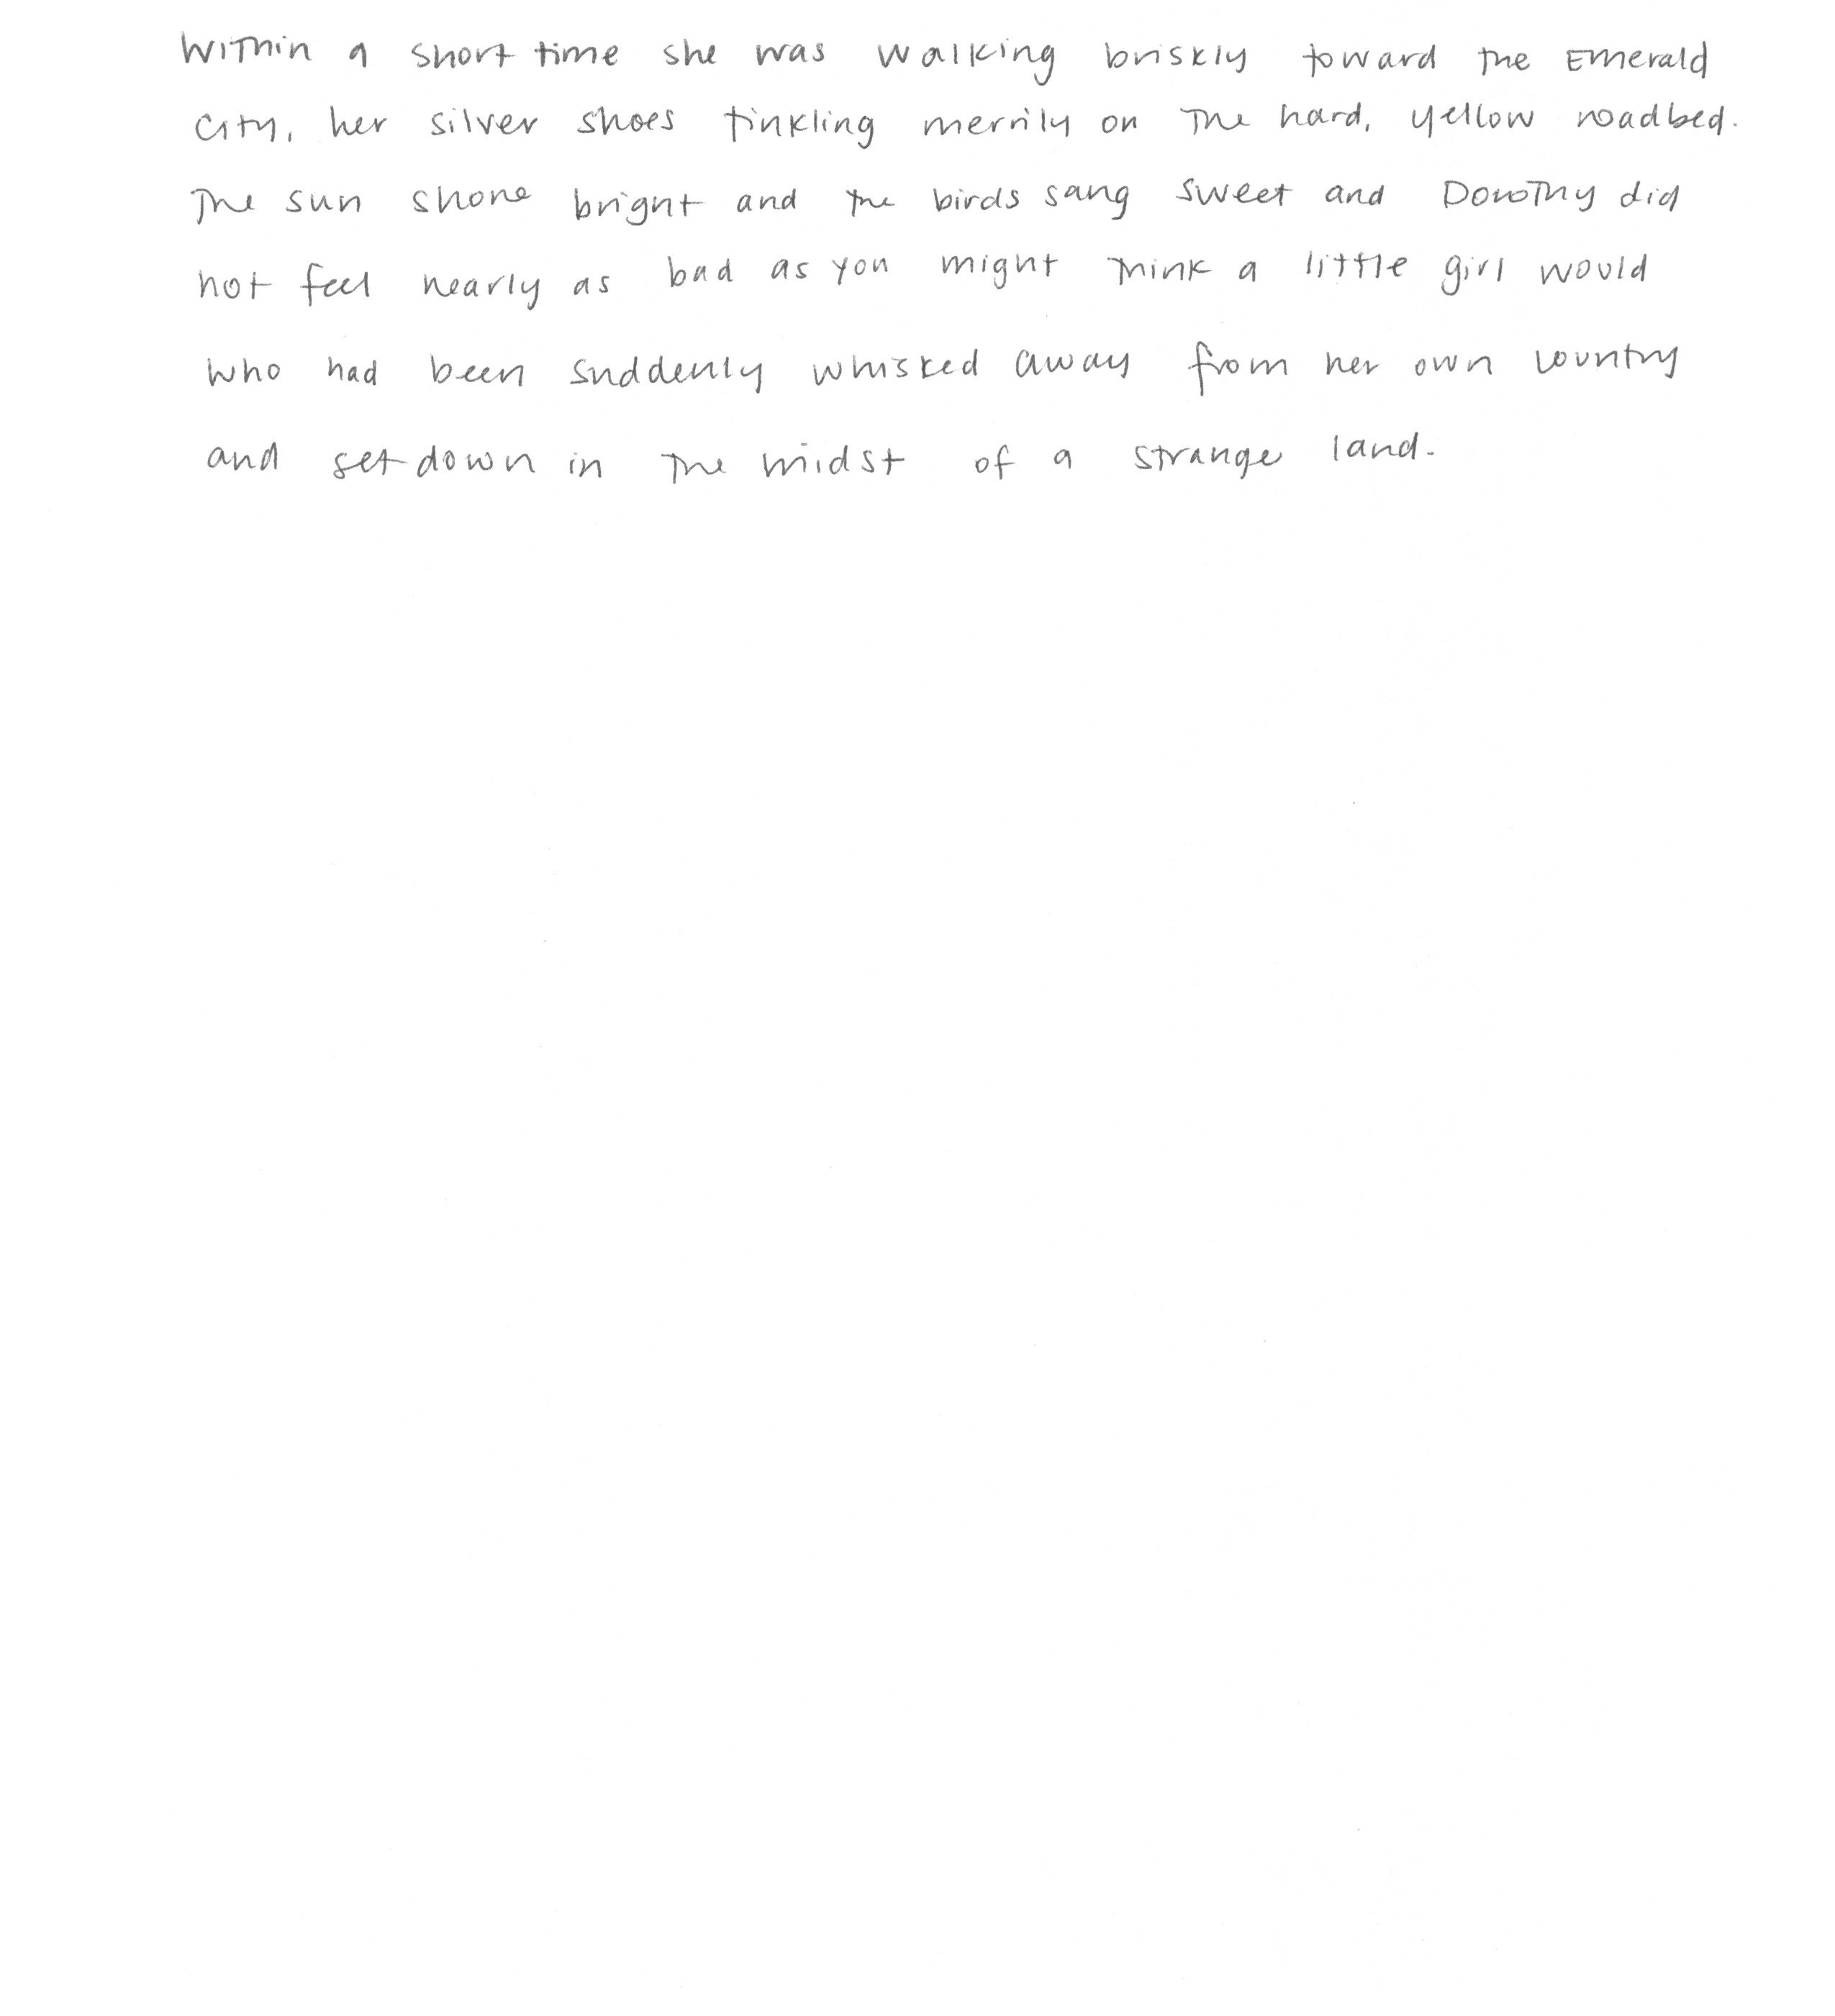 Within a short time she was walking briskly toward the Emerald
City, her silver shoes tinkling merrily on the hard, yellow roadbed.
The sun shone bright and the birds sang sweet and Dorothy did
not feel nearly as bad as you might think a little girl would
who had been suddenly whisked away from her own country
and set down in the midst of a strange land.